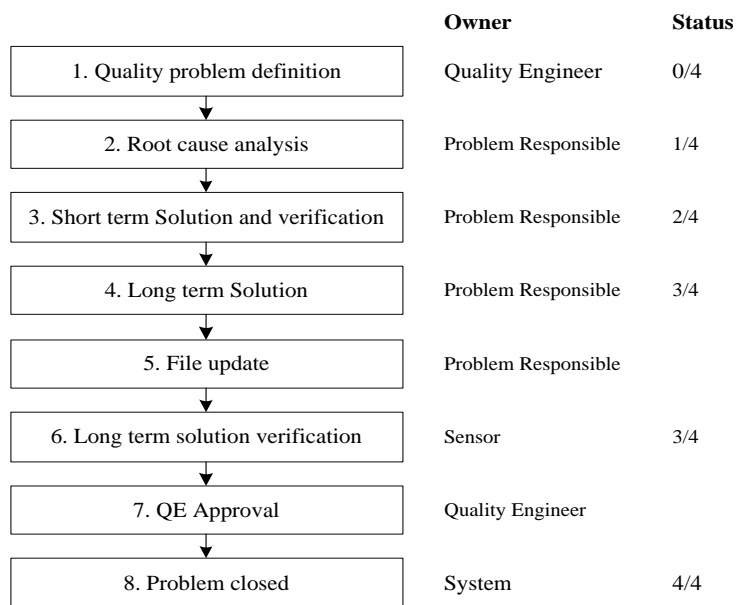 Owner Status
1. Quality problem definition Quality Engineer 0/4
2. Root cause analysis Problem Responsible 1/4
3. Short term Solution and verification Problem Responsible 2/4
4. Long term Solution Problem Responsible 3/4
5. File update Problem Responsible
6. Long term solution verification Sensor 3/4
7. QE Approval Quality Engineer
8. Problem closed System 4/4